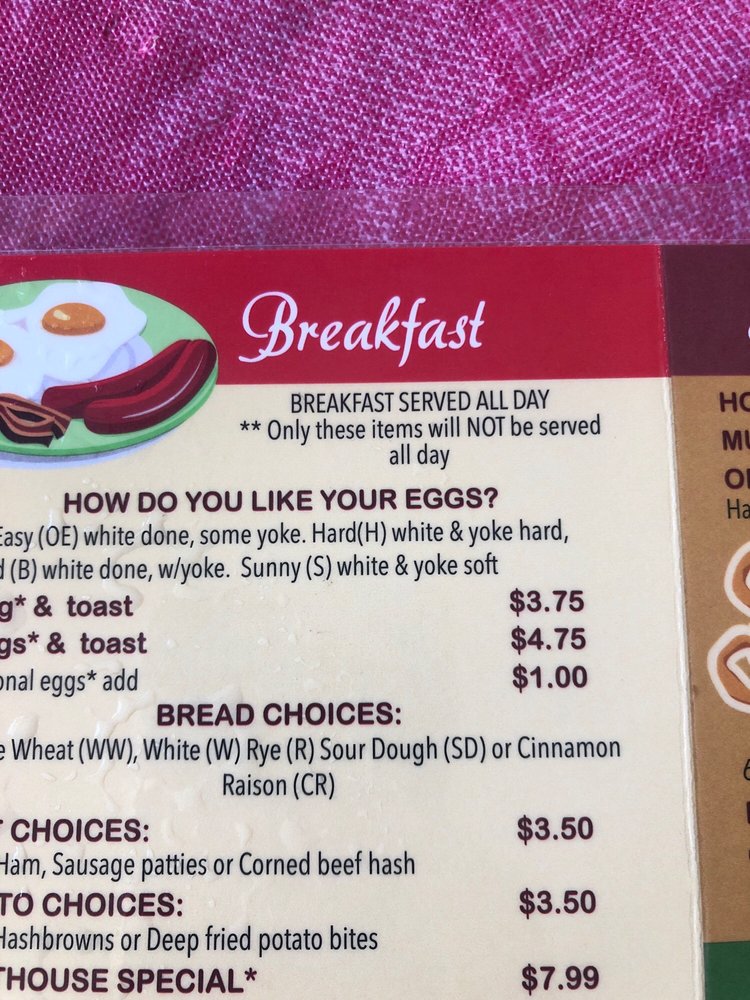 Breakfast
BREAKFAST SERVED ALL DAY
** Only these items will NOT be served
all day
HOW DO YOU LIKE YOUR EGGS?
Easy (OE) white done, some yoke. Hard(H) white & yoke hard,
(B) white done, w/yoke. Sunny (S) white & yoke soft
& toast $3.75
& toast $4.75
eggs* add $1.00
BREAD CHOICES:
Wheat (WW), White (W) Rye (R) Sour Dough (SD) or Cinnamon
Raison (CR)
CHOICES: $3.50
Ham, Sausage patties or Corned beef hash
CHOICES: $3.50
Hashbrowns or Deep fried potato bites
SPECIAL* $7.99